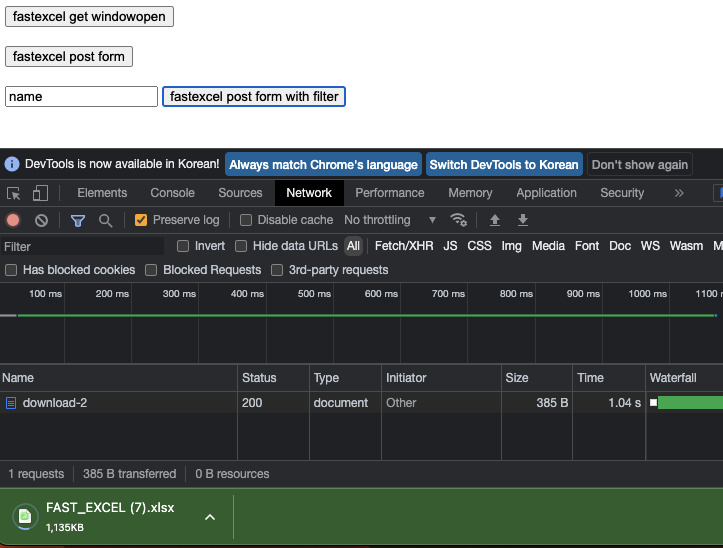 fastexcel get windowopen
fastexcel post form
name fastexcel post form with filter
DevTools is now available in Korean! Always match Chrome's language Switch DevTools to Korean Don't show again
Elements Console Sources Network Performance Memory Application Security »
Preserve log Disable cache No throttling
Filter Invert Hide data URLs All Fetch/XHR JS CSS Img Media Font Doc WS Wasm M
Has blocked cookies Blocked Requests 3rd-party requests
100 ms 200 ms 300 ms 400 ms 500 ms 600 ms 700 ms 800 ms 900 ms 1000 ms 1100
Name Status Type Initiator Size Time Waterfall
download-2 200 document Other 385 B 1.04 s
1 requests 385 B transferred 0 B resources
FAST_EXCEL (7).xlsx
1,135KB